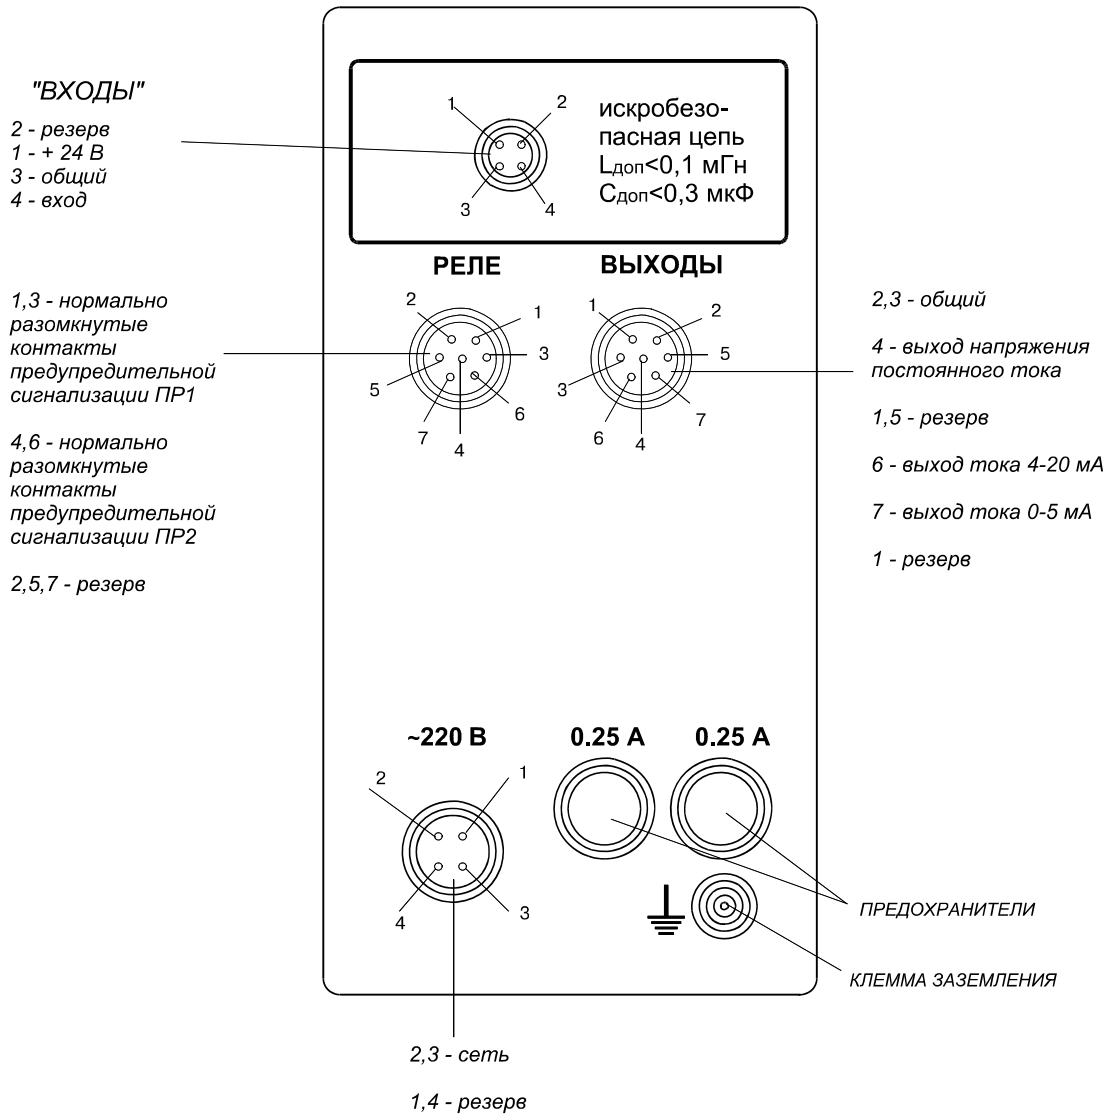 "ВХОДЫ"
2 - резерв
1 - + 24 В
3 - общий
4 - вход
1
2
3
4
искробезо-
пасная цепь
Lдоп<0,1 мГн
Сдоп<0,3 мкФ
РЕЛЕ
ВЫХОДЫ
1,3 - нормально
разомкнутые
контакты
предупредительной
сигнализации ПР1
4,6 - нормально
разомкнутые
контакты
предупредительной
сигнализации ПР2
2,5,7 - резерв
2
1
3
5
6
7
4
1
2
5
3
7
6
4
2,3 - общий
4 - выход напряжения
постоянного тока
1,5 - резерв
6 - выход тока 4-20 мА
7 - выход тока 0-5 мА
1 - резерв
~220 В
0.25 А
0.25 А
2
1
4
3
ПРЕДОХРАНИТЕЛИ
КЛЕММА ЗАЗЕМЛЕНИЯ
2,3 - сеть
1,4 - резерв